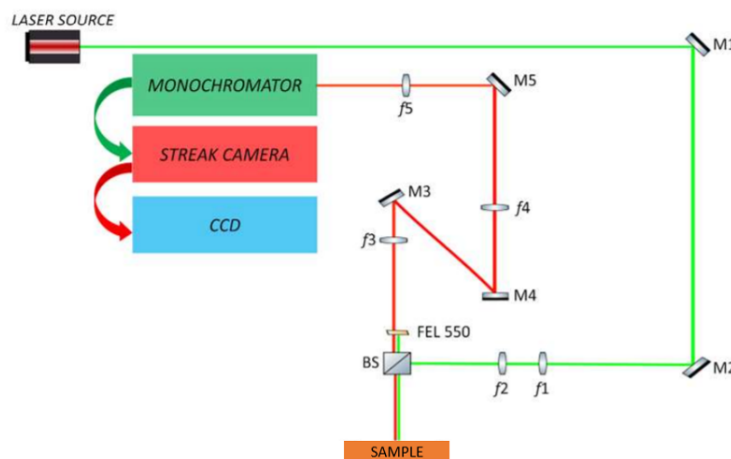 LASER SOURCE
M1
MONOCHROMATOR
f5
M5
STREAK CAMERA
M3
f4
CCD
f3
M4
FEL 550
BS
f2
f1
M2
SAMPLE